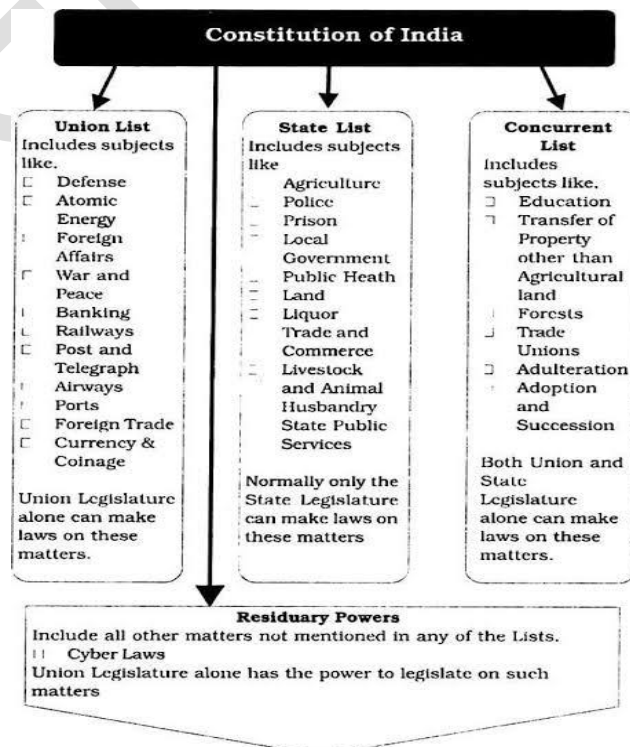 Constitution of India
Union List
Includes subjects
like.
Defense
Atomic
Energy
Foreign
Affairs
War and
Peace
Banking
Railways
Post and
Telegraph
Airways
Ports
Foreign Trade
Currency &
Coinage
Union Legislature
alone can make
laws on these
matters.
State List
Includes subjects
like
Agriculture
Police
Prison
Local
Government
Public Heath
Land
Liquor
Trade and
Commerce
Livestock
and Animal
Husbandry
State Public
Services
Normally only the
State Legislature
can make laws on
these matters
Concurrent
List
Includes
subjects like.
Education
Transfer of
Property
other than
Agricultural
land
Forests
Trade
Unions
Adulteration
Adoption
and
Succession
Both Union and
State
Legislature
alone can make
laws on these
matters.
Residuary Powers
Include all other matters not mentioned in any of the Lists.
Cyber Laws
Union Legislature alone has the power to legislate on such
matters